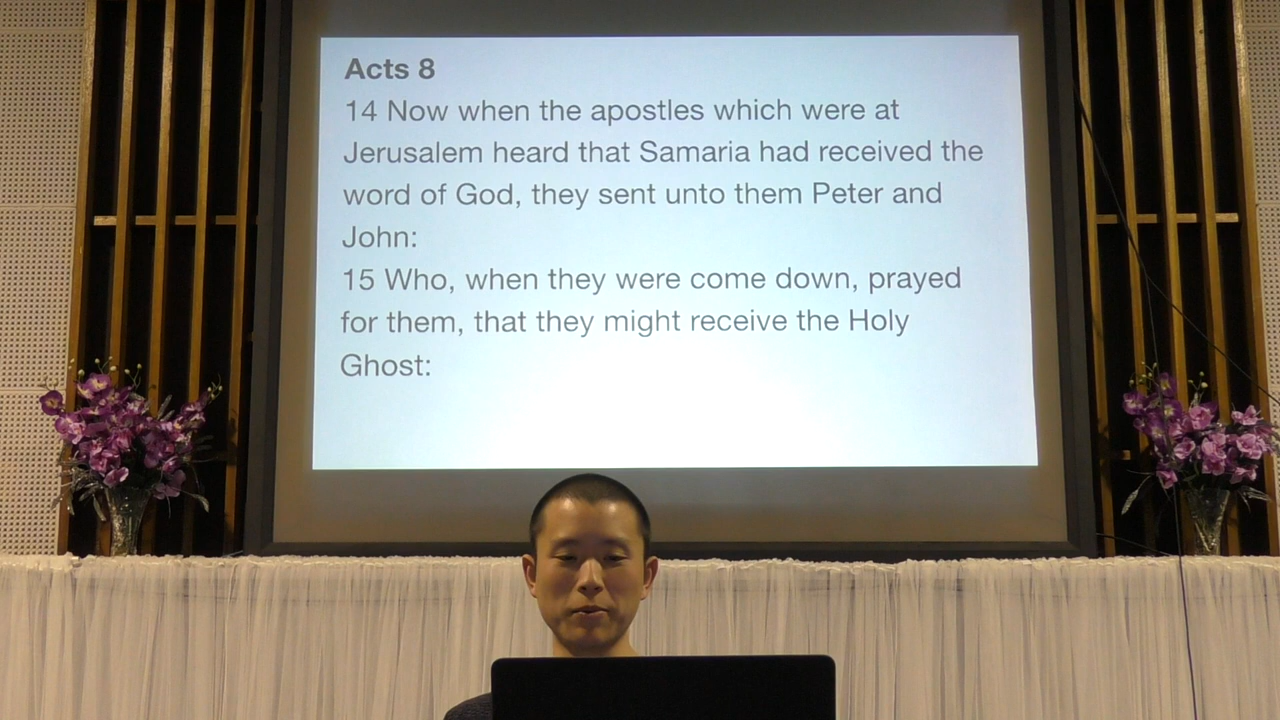 Acts 8
14 Now when the apostles which were at
Jerusalem heard that Samaria had received the
word of God, they sent unto them Peter and
John:
15 Who, when they were come down, prayed
for them, that they might receive the Holy
Ghost: